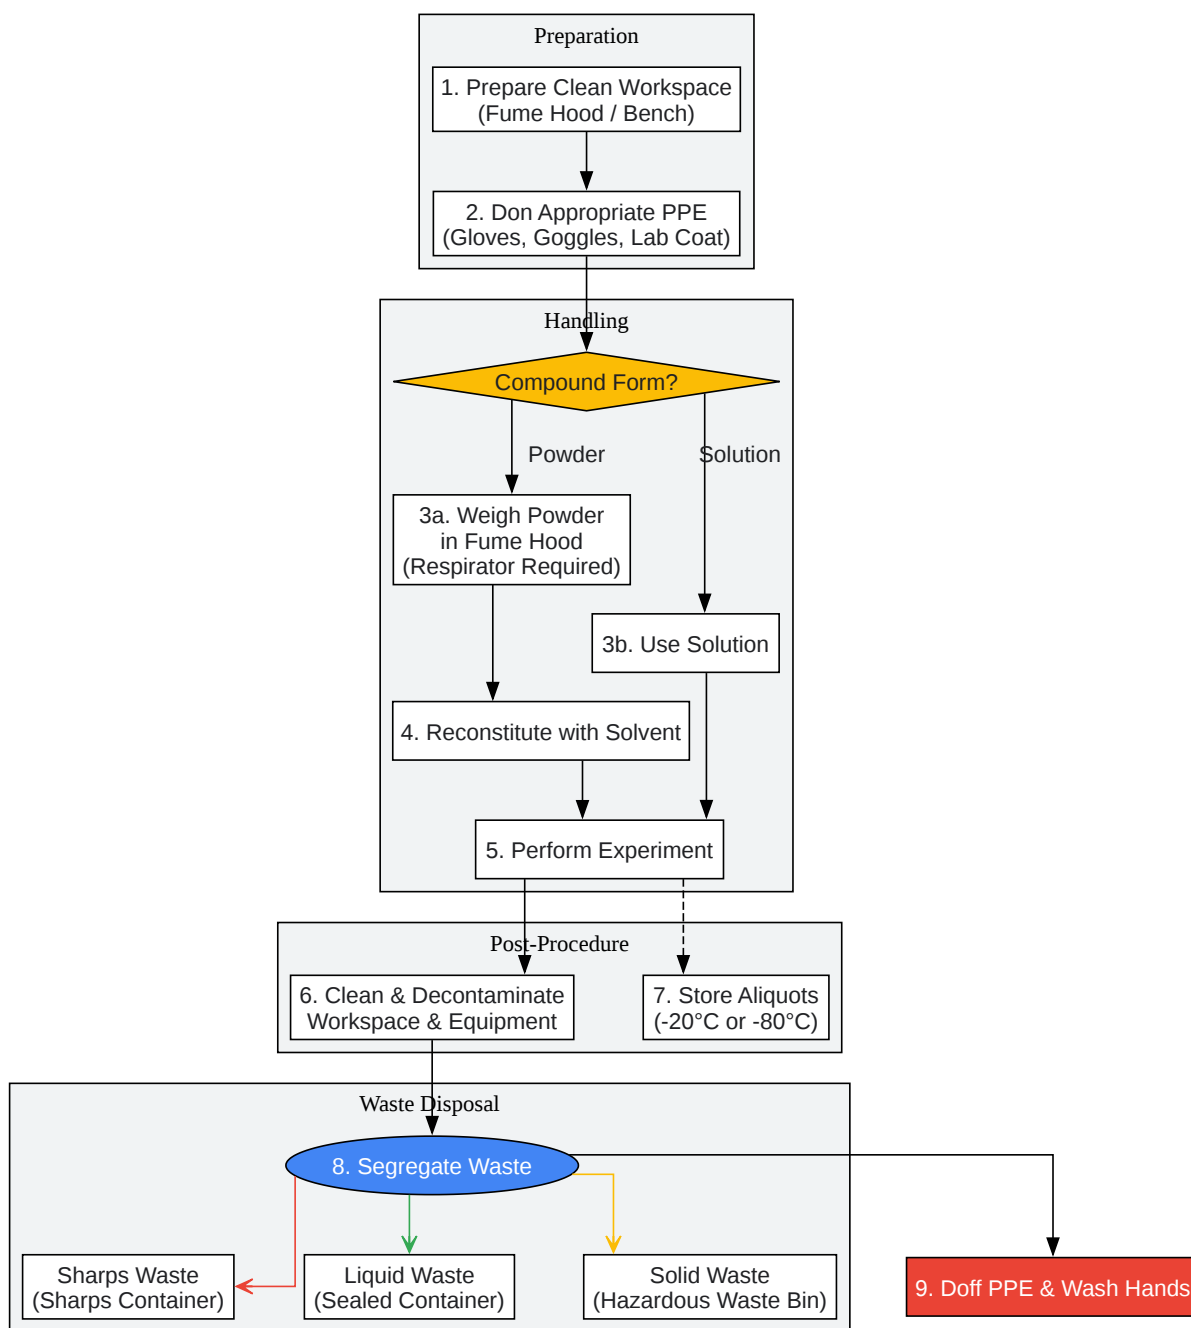 Preparation
1. Prepare Clean Workspace
(Fume Hood / Bench)
2. Don Appropriate PPE
(Gloves, Goggles, Lab Coat)
Handling
Compound Form?
Powder
Solution
3a. Weigh Powder
in Fume Hood
(Respirator Required)
3b. Use Solution
4. Reconstitute with Solvent
5. Perform Experiment
Post-Procedure
6. Clean & Decontaminate
Workspace & Equipment
7. Store Aliquots
(-20°C or -80°C)
Waste Disposal
8. Segregate Waste
Sharps Waste
(Sharps Container)
Liquid Waste
(Sealed Container)
Solid Waste
(Hazardous Waste Bin)
9. Doff PPE & Wash Hands